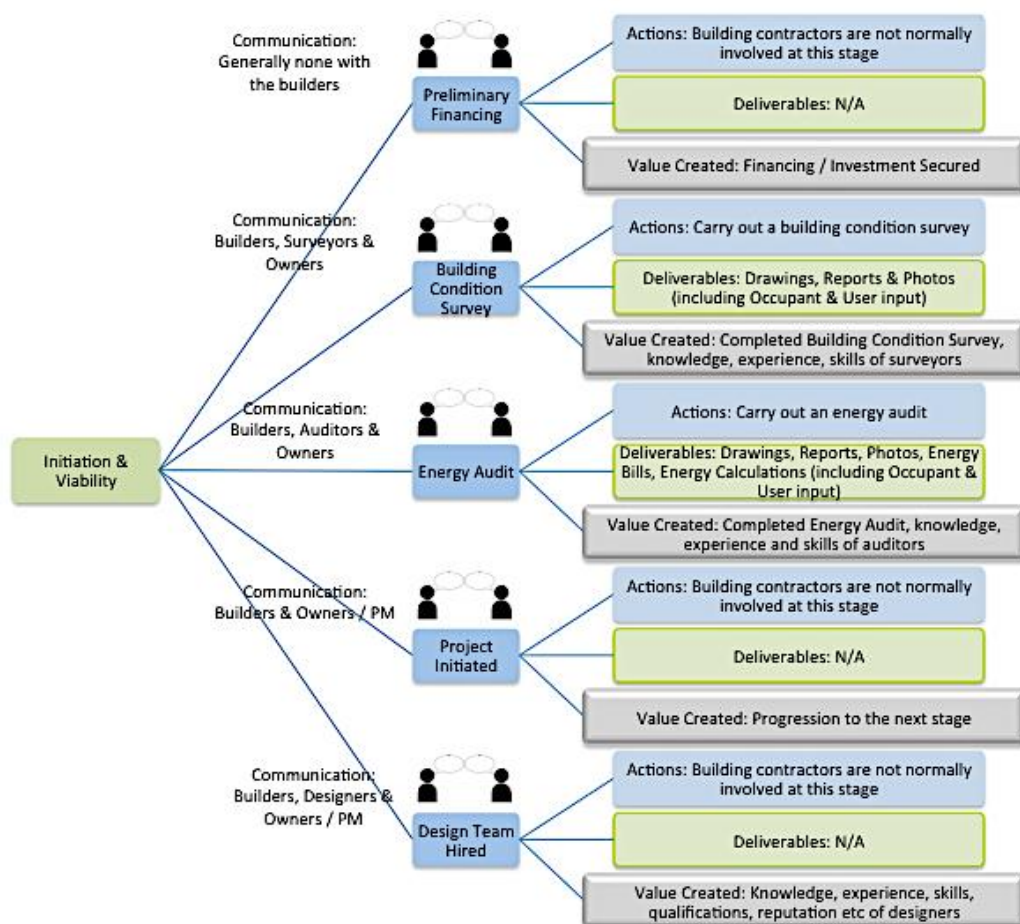 Communication:
Generally none with
the builders
Preliminary
Financing
Actions: Building contractors are not normally
involved at this stage
Deliverables: N/A
Value Created: Financing / Investment Secured
Communication:
Builders, Surveyors &
Owners
Building
Condition
Survey
Actions: Carry out a building condition survey
Deliverables: Drawings, Reports & Photos
(including Occupant & User input)
Value Created: Completed Building Condition Survey,
knowledge, experience, skills of surveyors
Communication:
Builders, Auditors &
Owners
Initiation &
Viability
Energy Audit
Actions: Carry out an energy audit
Deliverables: Drawings, Reports, Photos, Energy
Bills, Energy Calculations (including Occupant &
User input)
Value Created: Completed Energy Audit, knowledge,
experience and skills of auditors
Communication:
Builders & Owners / PM
Project
Initiated
Actions: Building contractors are not normally
involved at this stage
Deliverables: N/A
Value Created: Progression to the next stage
Communication:
Builders, Designers &
Owners / PM
Design Team
Hired
Actions: Building contractors are not normally
involved at this stage
Deliverables: N/A
Value Created: Knowledge, experience, skills,
qualifications, reputation etc of designers